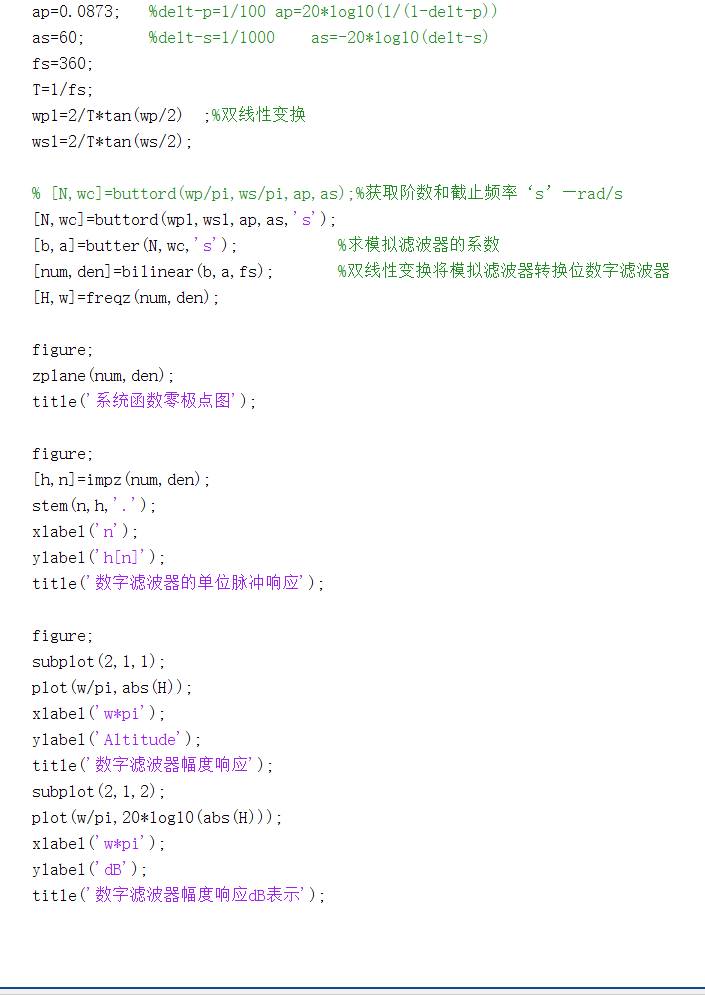 ap=0.0873;   %delt-p=1/100 ap=20*log10(1/(1-delt-p))
as=60;       %delt-s=1/1000    as=-20*log10(delt-s)
fs=360;
T=1/fs;
wp1=2/T*tan(wp/2)  ;%双线性变换
ws1=2/T*tan(ws/2);
% [N,wc]=buttord(wp/pi,ws/pi,ap,as);%获取阶数和截止频率‘s’—rad/s
[N,wc]=buttord(wp1,ws1,ap,as,'s');
[b,a]=butter(N,wc,'s');          %求模拟滤波器的系数
[num,den]=bilinear(b,a,fs);      %双线性变换将模拟滤波器转换位数字滤波器
[H,w]=freqz(num,den);
figure;
zplane(num,den);
title('系统函数零极点图');
figure;
[h,n]=impz(num,den);
stem(n,h,'.');
xlabel('n');
ylabel('h[n]');
title('数字滤波器的单位脉冲响应');
figure;
subplot(2,1,1);
plot(w/pi,abs(H));
xlabel('w*pi');
ylabel('Altitude');
title('数字滤波器幅度响应');
subplot(2,1,2);
plot(w/pi,20*log10(abs(H)));
xlabel('w*pi');
ylabel('dB');
title('数字滤波器幅度响应dB表示');